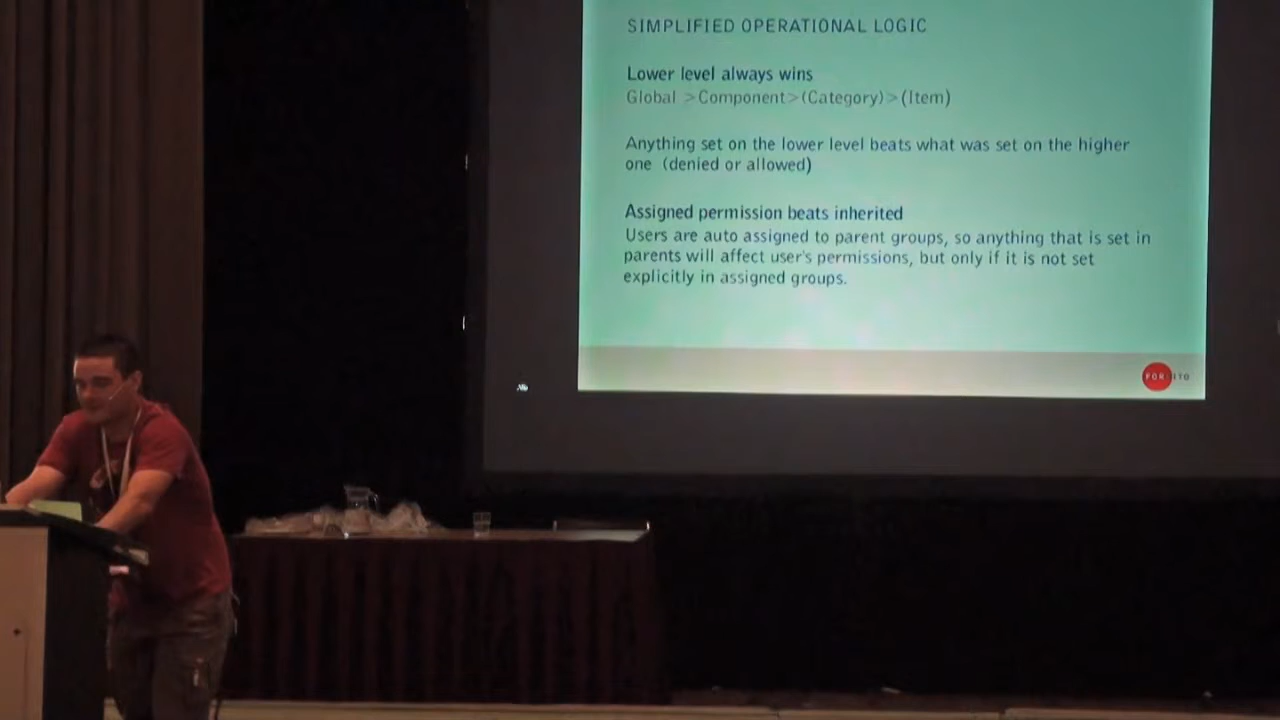 SIMPLIFIED OPERATIONAL LOGIC
Lower level always wins
Global >Component>(Category)>(Item)
Anything set on the lower level beats what was set on the higher
one (denied or allowed)
Assigned permission beats inherited
Users are auto assigned to parent groups, so anything that is set in
parents will affect user's permissions, but only if it is not set
explicitly in assigned groups.